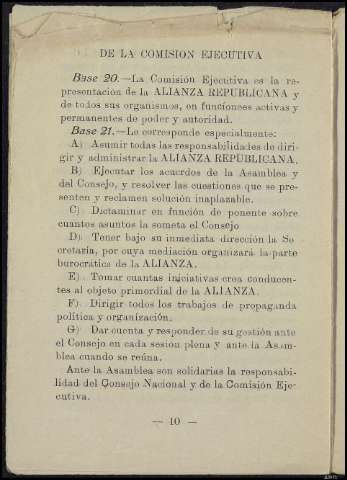 DE LA COMISION EJECUTIVA
Base 20.—La Comisión Ejecutiva es la re-
presentación de la ALIANZA REPUBLICANA y
de todos sus organismos, en funciones activas y
permanentes de poder y autoridad.
Base 21.—Le corresponde especialmente:
A) Asumir todas las responsabilidades de diri-
gir y administrar la ALIANZA REPUBLICANA.
B) Ejecutar los acuerdos de la Asamblea y
del Consejo, y resolver las cuestiones que se pre-
senten y reclamen solución inaplazable.
C) Dictaminar en función de ponente sobre
cuantos asuntos la someta el Consejo
D) Tener bajo su inmediata dirección la Se
cretaría, por cuya mediación organizará la parte
burocrática de la ALIANZA.
E) Tomar cuantas iniciativas crea conducen-
tes al objeto primordial de la ALIANZA.
F) Dirigir todos los trabajos de propaganda
política y organización.
G) Dar cuenta y responder de su gestión ante
el Consejo en cada sesión plena y ante la Asam-
blea cuando se reúna.
Ante la Asamblea son solidarias la responsabi-
lidad del Consejo Nacional y de la Comisión Eje-
cutiva.
— 10 —